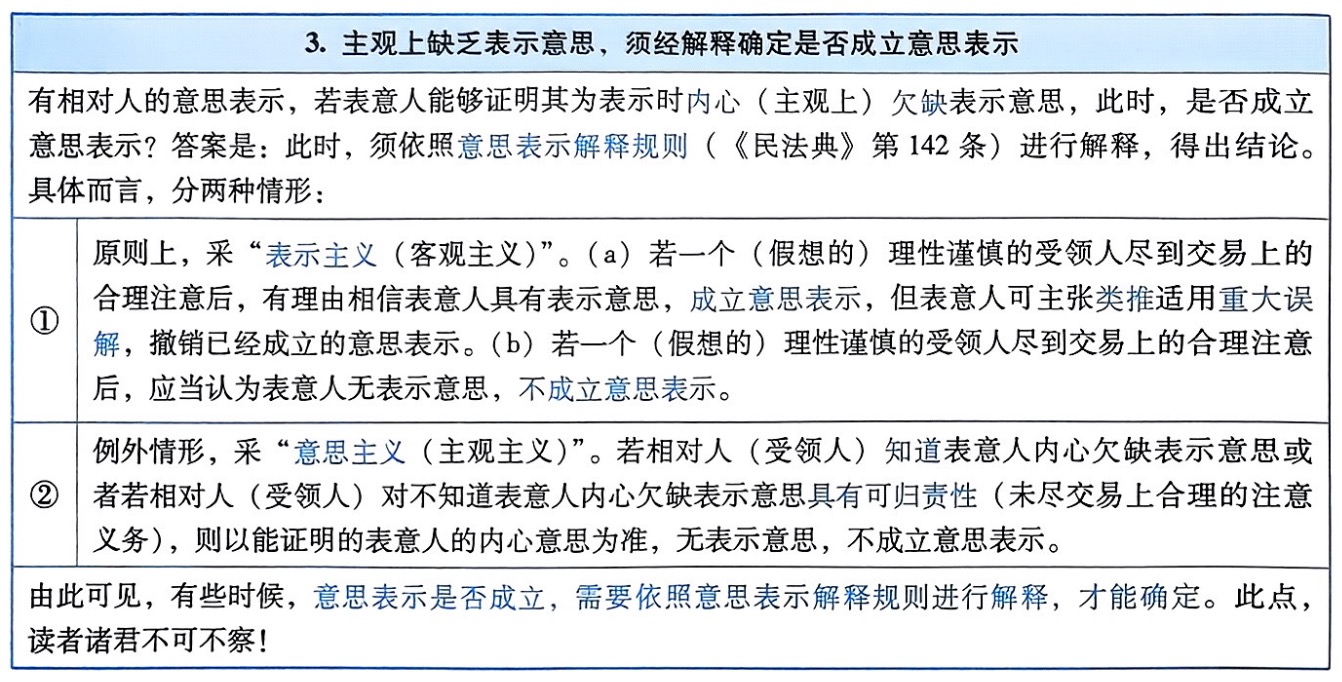 3. 主观上缺乏表示意思，须经解释确定是否成立意思表示
有相对人的意思表示，若表意人能够证明其为表示时内心（主观上）欠缺表示意思，此时，是否成立
意思表示？答案是：此时，须依照意思表示解释规则（《民法典》第 142 条）进行解释，得出结论。
具体而言，分两种情形：
①
原则上，采“表示主义（客观主义）”。（a）若一个（假想的）理性谨慎的受领人尽到交易上的
合理注意后，有理由相信表意人具有表示意思，成立意思表示，但表意人可主张类推适用重大误
解，撤销已经成立的意思表示。（b）若一个（假想的）理性谨慎的受领人尽到交易上的合理注意
后，应当认为表意人无表示意思，不成立意思表示。
②
例外情形，采“意思主义（主观主义）”。若相对人（受领人）知道表意人内心欠缺表示意思或
者若相对人（受领人）对不知道表意人内心欠缺表示意思具有可归责性（未尽交易上合理的注意
义务），则以能证明的表意人的内心意思为准，无表示意思，不成立意思表示。
由此可见，有些时候，意思表示是否成立，需要依照意思表示解释规则进行解释，才能确定。此点，
读者诸君不可不察！